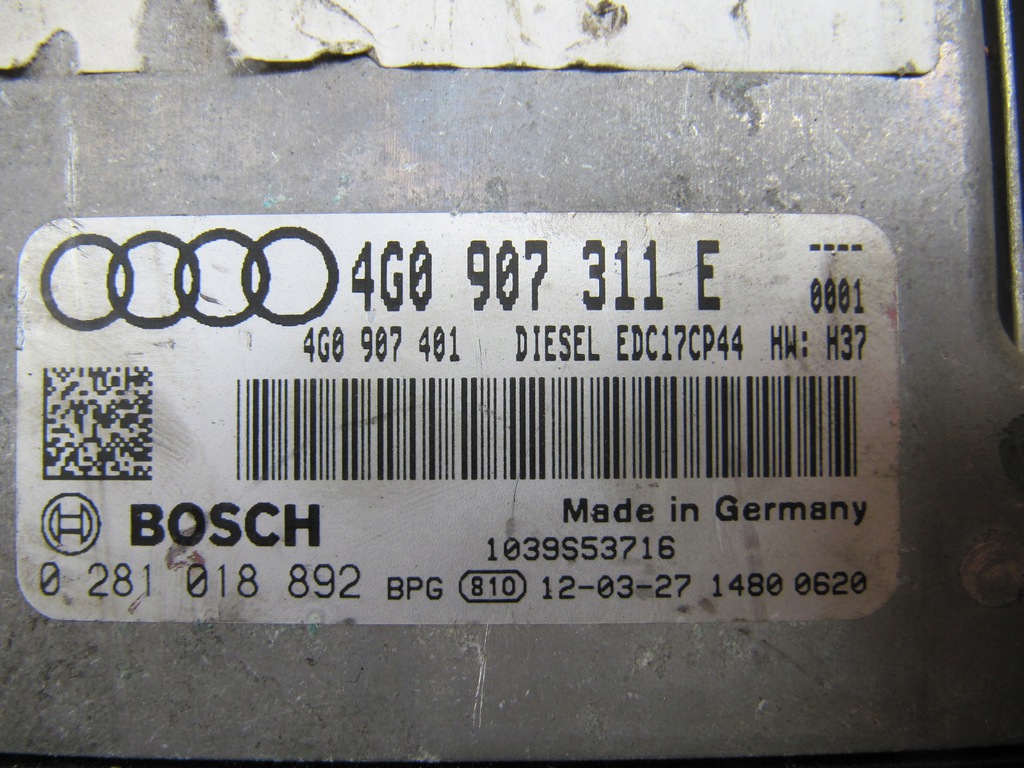 4G0 907 311 E ----
0001
4G0 907 401 DIESEL EDC17CP44 HW: H37
BOSCH Made in Germany
1039S53716
0 281 018 892 BPG 810 12-03-27 1480 0620